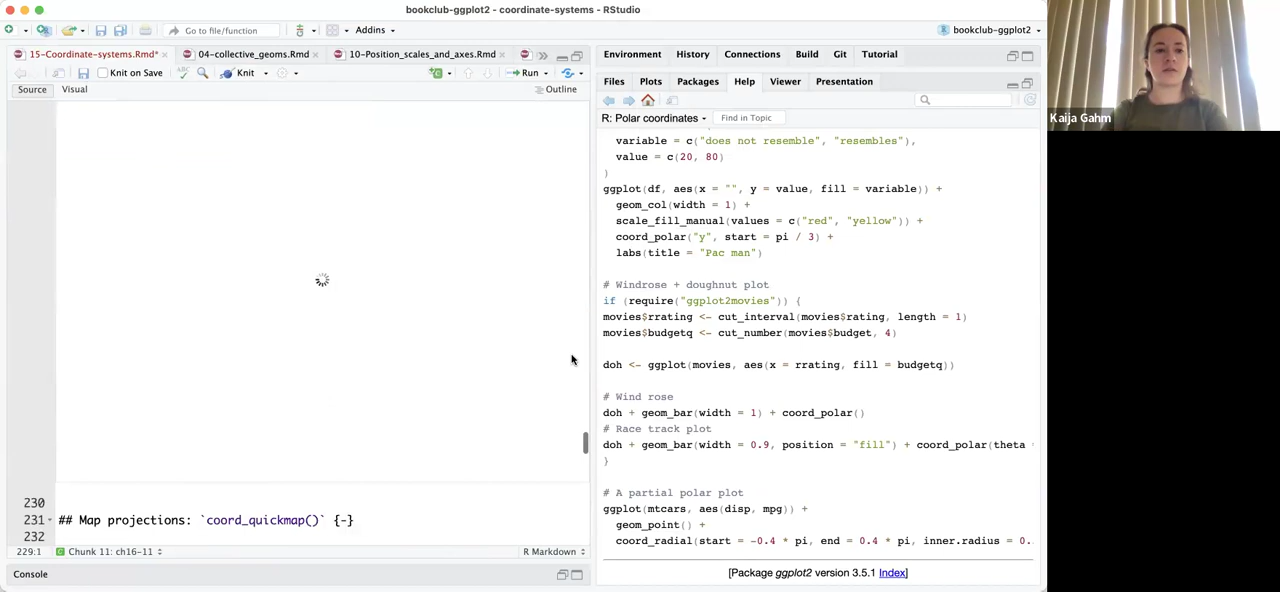 bookclub-ggplot2 - coordinate-systems - RStudio
Go to file/function
Addins
bookclub-ggplot2
15-Coordinate-systems.Rmd*
04-collective_geoms.Rmd
10-Position_scales_and_axes.Rmd
Knit on Save
Knit
Run
Source
Visual
Outline
230
231 ## Map projections: `coord_quickmap()` {-}
232
229:1
Chunk 11: ch16-11
R Markdown
Console
Environment
History
Connections
Build
Git
Tutorial
Files
Plots
Packages
Help
Viewer
Presentation
R: Polar coordinates
Find in Topic
variable = c("does not resemble", "resembles"),
value = c(20, 80)
)
ggplot(df, aes(x = "", y = value, fill = variable)) +
geom_col(width = 1) +
scale_fill_manual(values = c("red", "yellow")) +
coord_polar("y", start = pi / 3) +
labs(title = "Pac man")
# Windrose + doughnut plot
if (require("ggplot2movies")) {
movies$rrating <- cut_interval(movies$rating, length = 1)
movies$budgetq <- cut_number(movies$budget, 4)
doh <- ggplot(movies, aes(x = rrating, fill = budgetq))
# Wind rose
doh + geom_bar(width = 1) + coord_polar()
# Race track plot
doh + geom_bar(width = 0.9, position = "fill") + coord_polar(theta =
}
# A partial polar plot
ggplot(mtcars, aes(disp, mpg)) +
geom_point() +
coord_radial(start = -0.4 * pi, end = 0.4 * pi, inner.radius = 0.
[Package ggplot2 version 3.5.1 Index]
Kaija Gahm